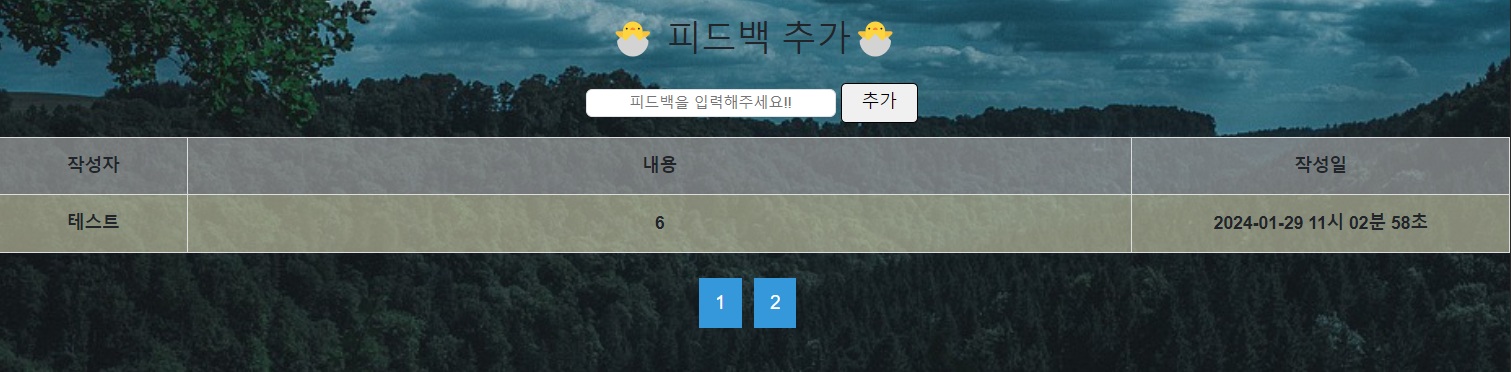 피드백 추가
피드백을 입력해주세요!! 추가
작성자 내용 작성일
테스트 6 2024-01-29 11시 02분 58초
1 2